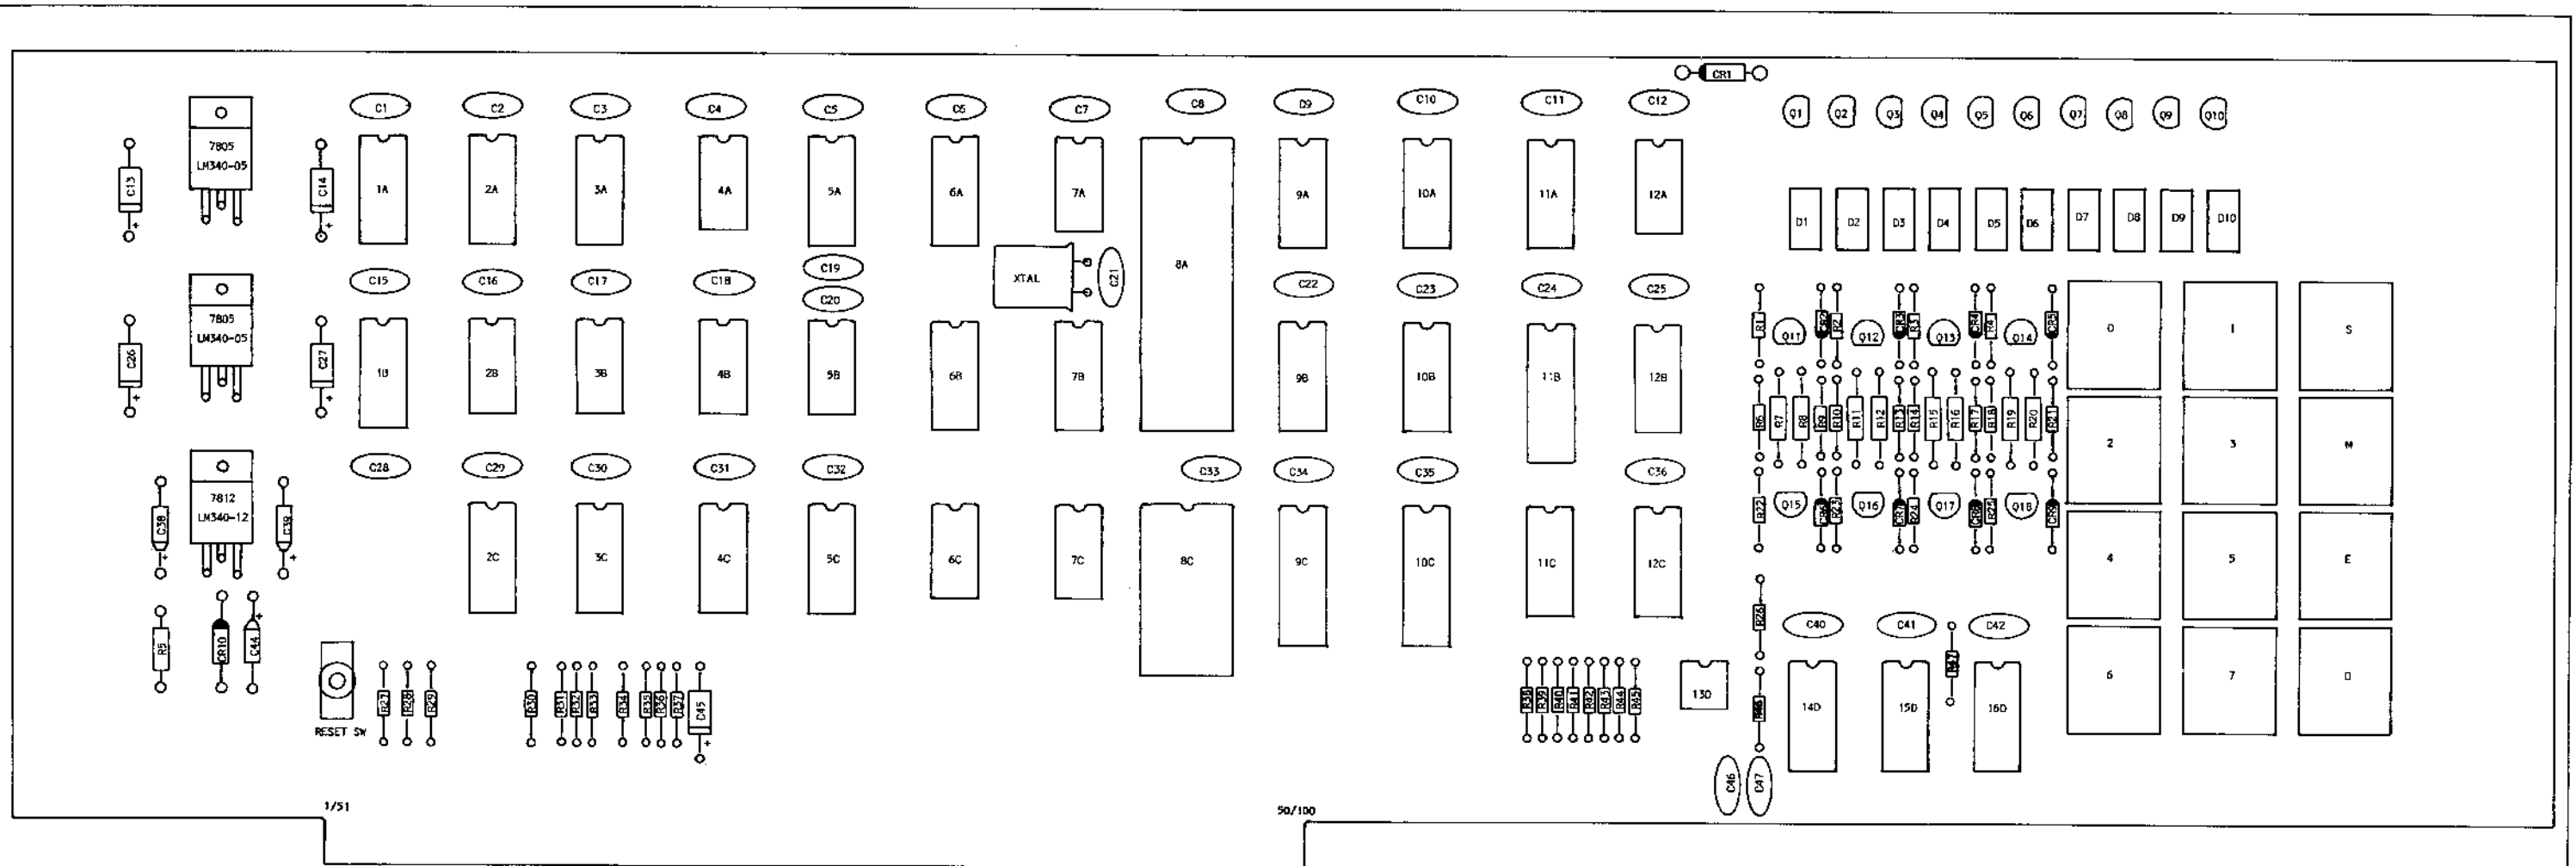 CR1
C1 C2 C3 C4 C5 C6 C7 C8 D9 C10 C11 C12
Q1 Q2 Q3 Q4 Q5 Q6 Q7 Q8 Q9 Q10
7805
LM340-05
C13 + C14 +
1A 2A 3A 4A 5A 6A 7A 8A 9A 10A 11A 12A
D1 D2 D3 D4 D5 D6 D7 D8 D9 D10
C15 C16 C17 C18 C19 C20 XTAL C21 C22 C23 C24 C25
7805
LM340-05
C26 + C27 +
1B 2B 3B 4B 5B 6B 7B 9B 10B 11B 12B
R1 Q11 CR2 R2 Q12 CR3 R3 Q13 CR4 R4 Q14 CR5
0 1 S
R6 R7 R8 R9 R10 R11 R12 R13 R14 R15 R16 R17 R18 R19 R20 R21
2 3 M
C28 C29 C30 C31 C32 C33 C34 C35 C36
7812
LM340-12
C38 + C39 +
R22 Q15 CR6 R23 Q16 CR7 R24 Q17 CR8 R25 Q18 CR9
2C 3C 4C 5C 6C 7C 8C 9C 10C 11C 12C
4 5 E
R5 CR10 C44 +
R26 C40 C41 C42
R27 R28 R29 R30 R31 R32 R33 R34 R35 R36 R37 C45 +
R38 R39 R40 R41 R42 R43 R44 R45
13D R46 14D 15D R47 16D
6 7 D
RESET SW
C46 C47
1/51 50/100